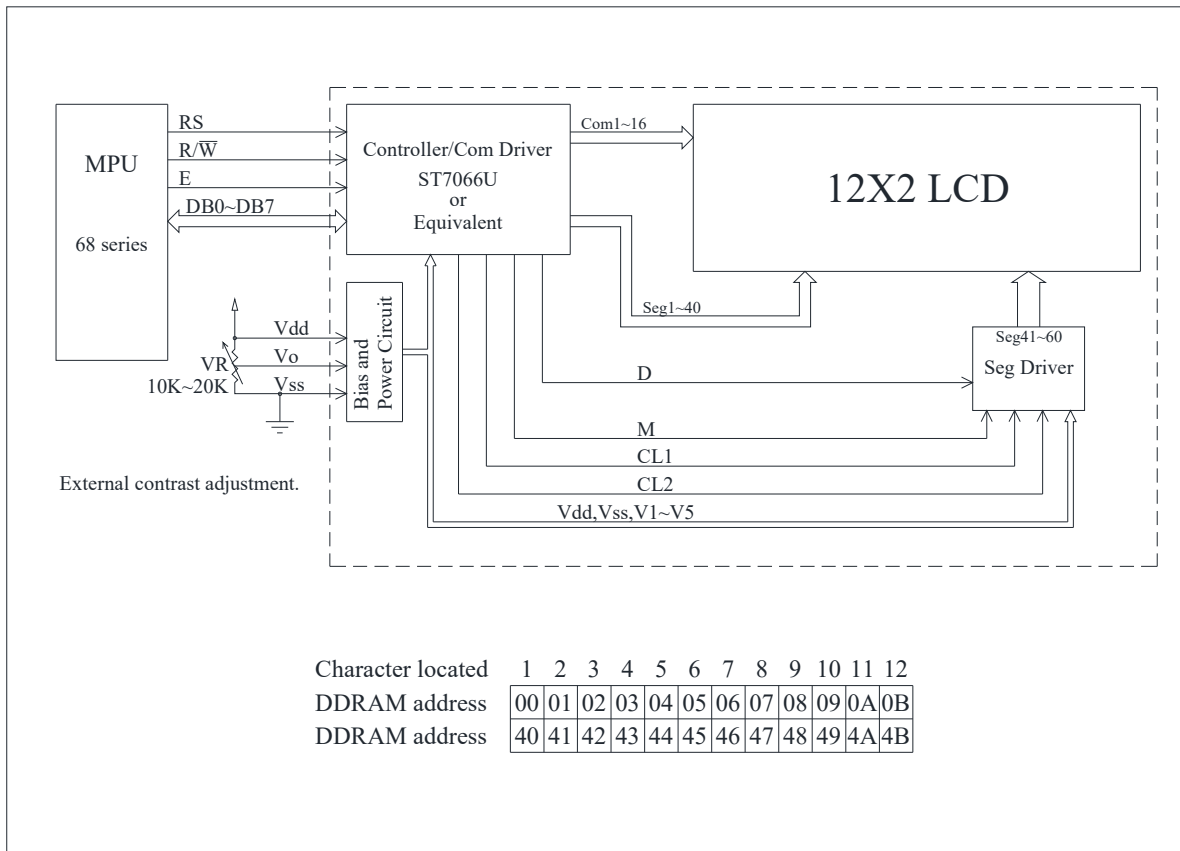 MPU
68 series
RS
R/W̅
E
DB0~DB7
Controller/Com Driver
ST7066U
or
Equivalent
Com1~16
12X2 LCD
Seg1~40
Seg41~60
Seg Driver
Vdd
Vo
Vss
VR
10K~20K
Bias and
Power Circuit
D
M
CL1
CL2
Vdd,Vss,V1~V5
External contrast adjustment.
Character located 1 2 3 4 5 6 7 8 9 10 11 12
DDRAM address 00 01 02 03 04 05 06 07 08 09 0A 0B
DDRAM address 40 41 42 43 44 45 46 47 48 49 4A 4B